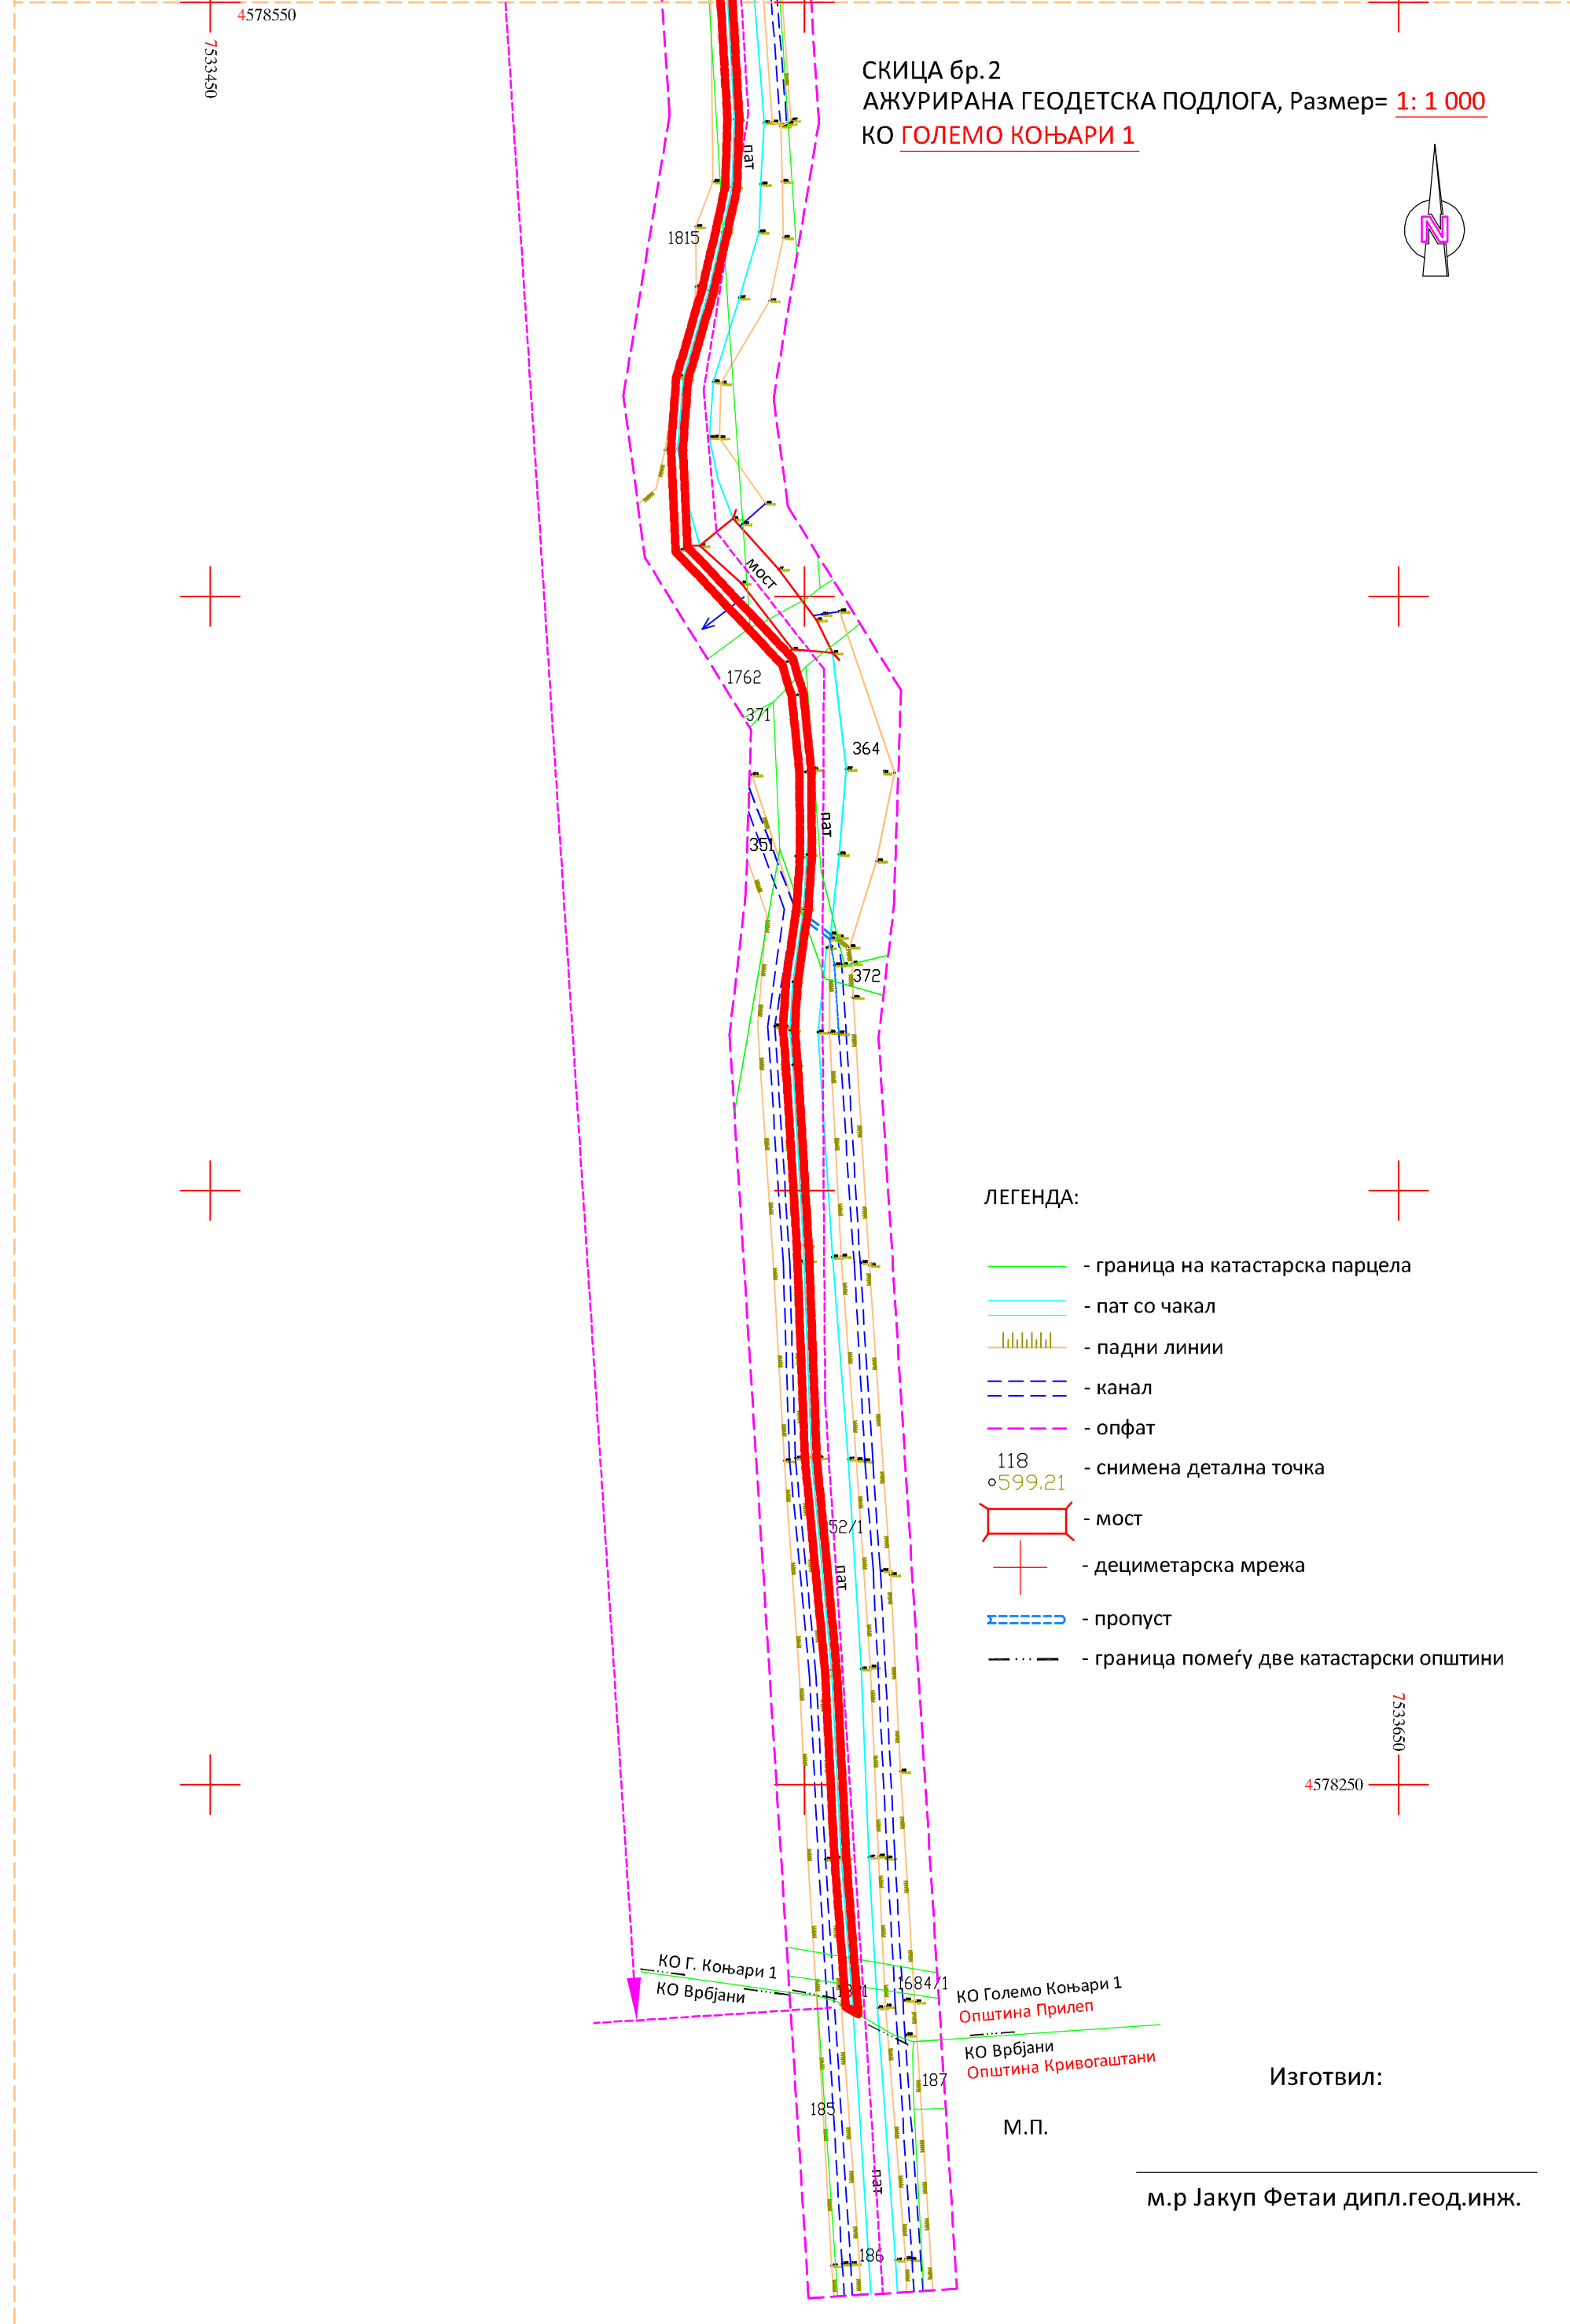 4578550
7533450
СКИЦА бр.2
АЖУРИРАНА ГЕОДЕТСКА ПОДЛОГА, Размер= 1: 1 000
КО ГОЛЕМО КОЊАРИ 1
N
пат
1815
мост
1762
371
364
пат
351
372
ЛЕГЕНДА:
- граница на катастарска парцела
- пат со чакал
- падни линии
- канал
- опфат
118
599.21
- снимена детална точка
- мост
- дециметарска мрежа
- пропуст
- граница помеѓу две катастарски општини
52/1
пат
7533650
4578250
КО Г. Коњари 1
КО Врбјани
1684/1
КО Големо Коњари 1
Општина Прилеп
КО Врбјани
Општина Кривогаштани
187
185
Изготвил:
М.П.
пат
м.р Јакуп Фетаи дипл.геод.инж.
186